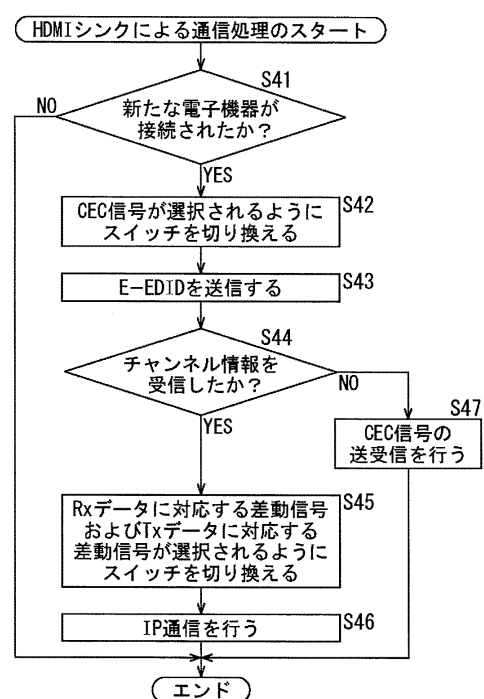 HDMIシンクによる通信処理のスタート
S41
NO
新たな電子機器が
接続されたか？
YES
CEC信号が選択されるように
スイッチを切り換える
S42
E-EDIDを送信する
S43
S44
チャンネル情報を
受信したか？
NO
YES
S47
CEC信号の
送受信を行う
Rxデータに対応する差動信号
およびTxデータに対応する
差動信号が選択されるように
スイッチを切り換える
S45
IP通信を行う
S46
エンド